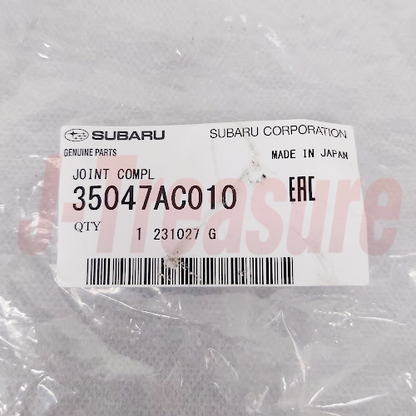 SUBARU
SUBARU CORPORATION
GENUINE PARTS
MADE IN JAPAN
JOINT COMPL
35047AC010
EAC
QTY
1 231027 G
J-Treasure